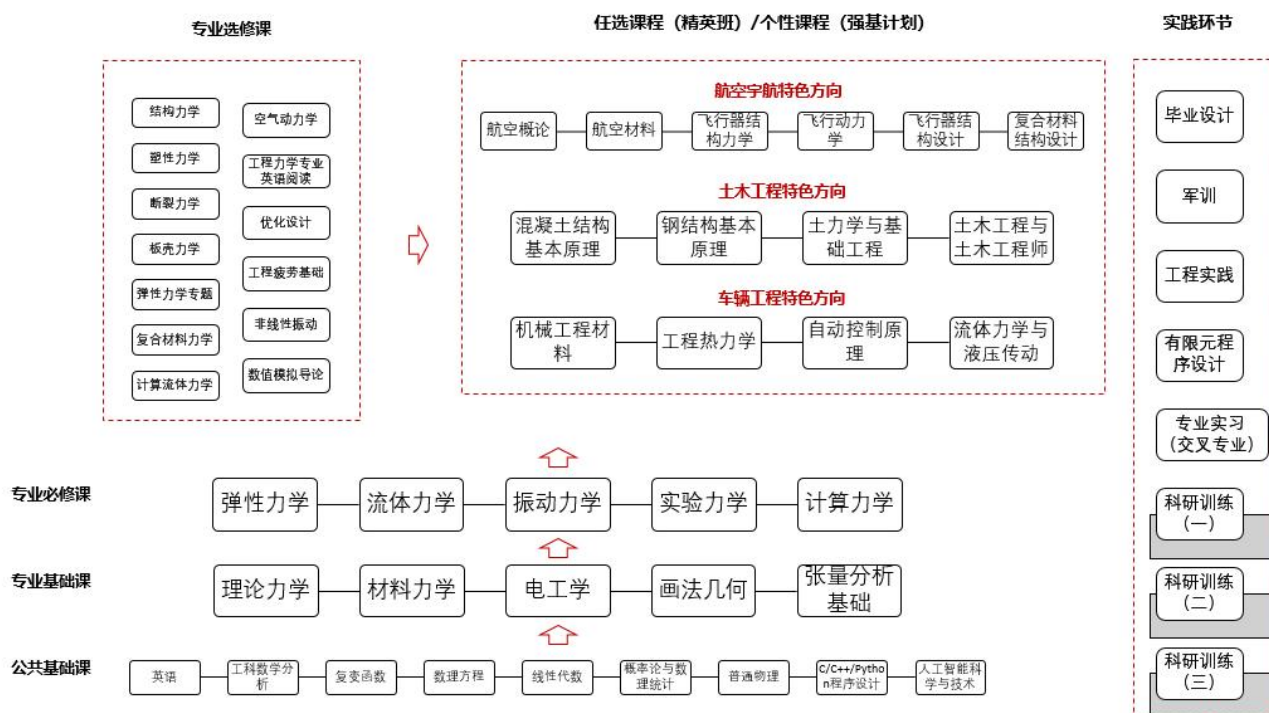 专业选修课
任选课程（精英班）/个性课程（强基计划）
实践环节
结构力学
塑性力学
断裂力学
板壳力学
弹性力学专题
复合材料力学
计算流体力学
空气动力学
工程力学专业
英语阅读
优化设计
工程疲劳基础
非线性振动
数值模拟导论
航空宇航特色方向
航空概论
航空材料
飞行器结
构力学
飞行动力
学
飞行器结
构设计
复合材料
结构设计
土木工程特色方向
混凝土结构
基本原理
钢结构基本
原理
土力学与基
础工程
土木工程与
土木工程师
车辆工程特色方向
机械工程材
料
工程热力学
自动控制原
理
流体力学与
液压传动
毕业设计
军训
工程实践
有限元程
序设计
专业实习
（交叉专业）
科研训练
（一）
科研训练
（二）
科研训练
（三）
专业必修课
弹性力学
流体力学
振动力学
实验力学
计算力学
专业基础课
理论力学
材料力学
电工学
画法几何
张量分析
基础
公共基础课
英语
工科数学分
析
复变函数
数理方程
线性代数
概率论与数
理统计
普通物理
C/C++/Pytho
n程序设计
人工智能科
学与技术